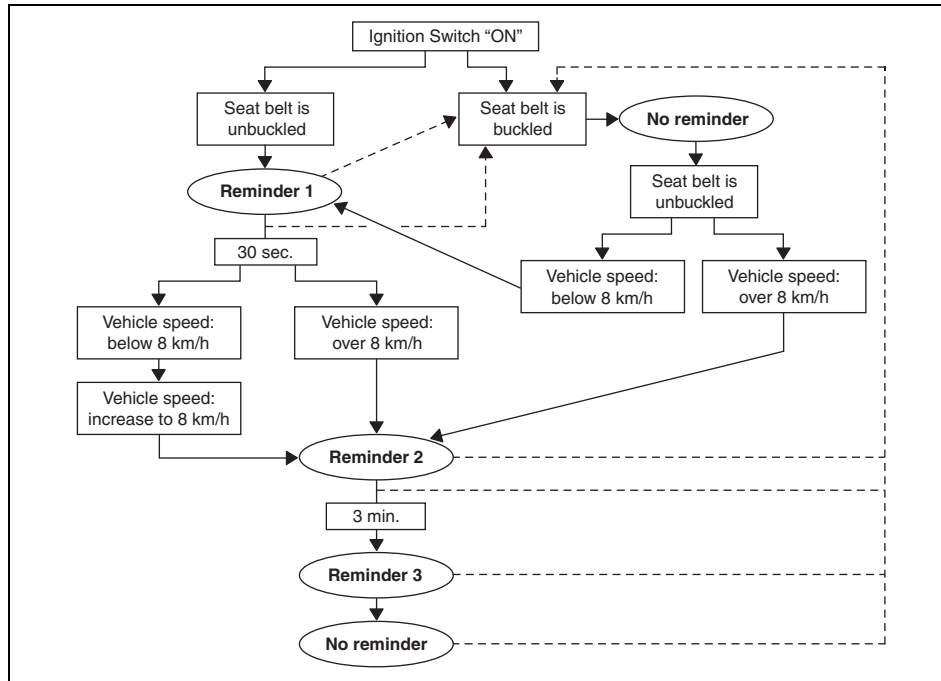 Ignition Switch “ON”
Seat belt is
unbuckled
Seat belt is
buckled
No reminder
Reminder 1
Seat belt is
unbuckled
30 sec.
Vehicle speed:
below 8 km/h
Vehicle speed:
over 8 km/h
Vehicle speed:
below 8 km/h
Vehicle speed:
over 8 km/h
Vehicle speed:
increase to 8 km/h
Reminder 2
3 min.
Reminder 3
No reminder